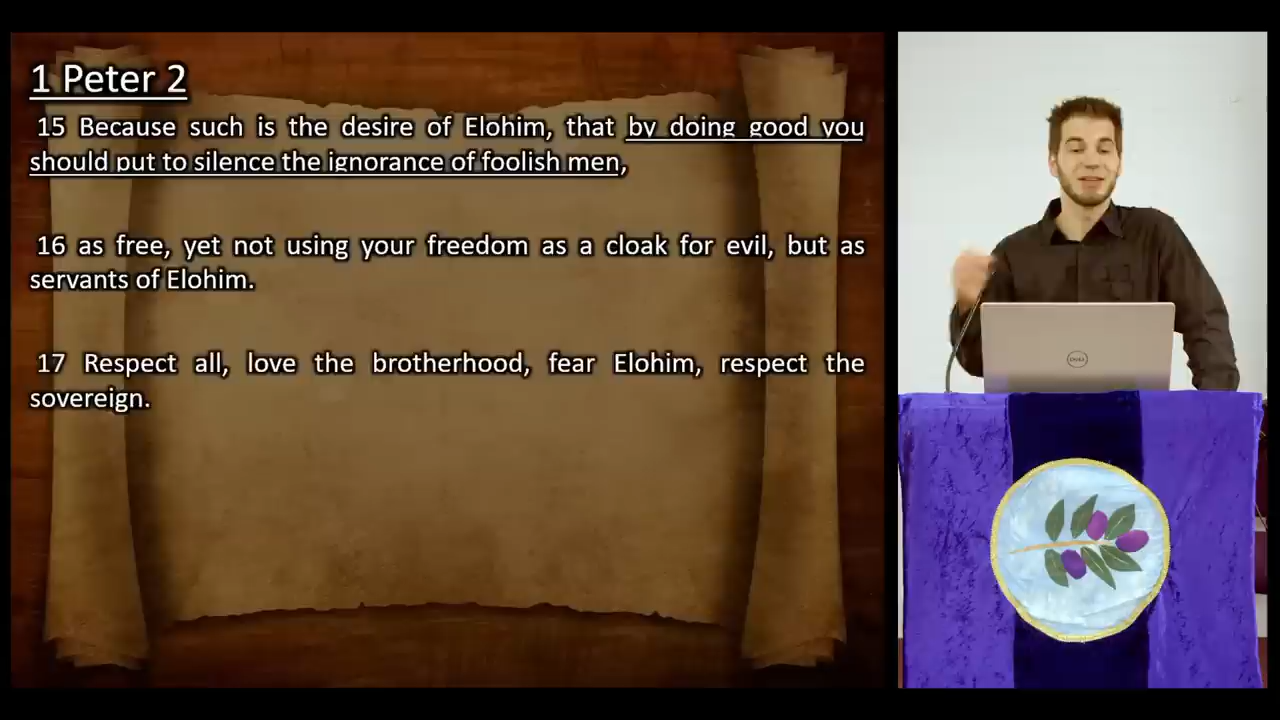 1 Peter 2
15 Because such is the desire of Elohim, that by doing good you
should put to silence the ignorance of foolish men,
16 as free, yet not using your freedom as a cloak for evil, but as
servants of Elohim.
17 Respect all, love the brotherhood, fear Elohim, respect the
sovereign.
DELL